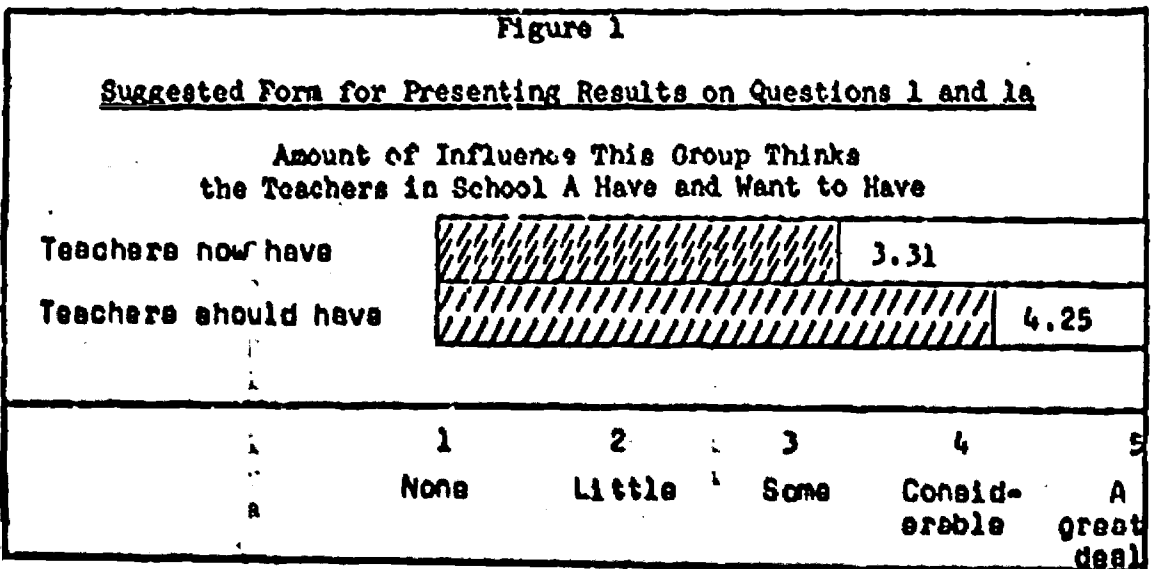 Figure 1
Suggested Form for Presenting Results on Questions 1 and 1a
Amount of Influence This Group Thinks
the Teachers in School A Have and Want to Have
Teachers now have 3.31
Teachers should have 4.25
1 2 3 4 5
None Little Some Consid- A
erable great
deal